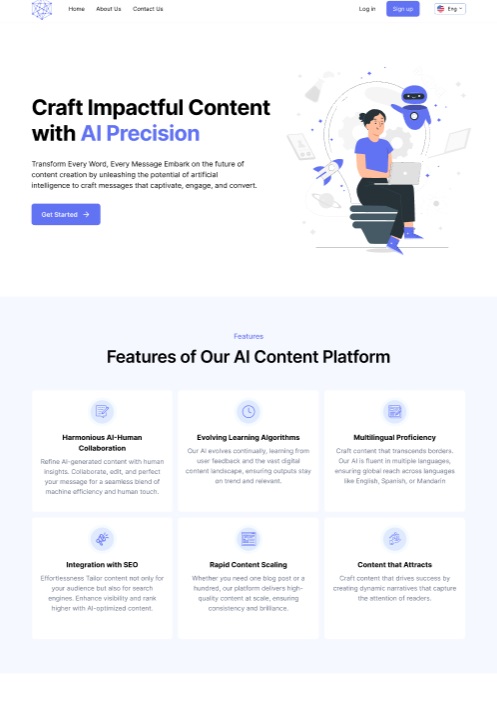 Home About Us Contact Us Log in Sign up Eng
Craft Impactful Content
with AI Precision
Transform Every Word, Every Message Embark on the future of
content creation by unleashing the potential of artificial
intelligence to craft messages that captivate, engage, and convert.
Get Started
Features
Features of Our AI Content Platform
Harmonious AI-Human
Collaboration
Refine AI-generated content with human
insights. Collaborate, edit, and perfect
your message for a seamless blend of
machine efficiency and human touch.
Evolving Learning Algorithms
Our AI evolves continually, learning from
user feedback and the vast digital
content landscape, ensuring outputs stay
on trend and relevant.
Multilingual Proficiency
Craft content that transcends borders.
Our AI is fluent in multiple languages,
ensuring global reach across languages
like English, Spanish, or Mandarin
Integration with SEO
Effortlessness Tailor content not only for
your audience but also for search
engines. Enhance visibility and rank
higher with AI-optimized content.
Rapid Content Scaling
Whether you need one blog post or a
hundred, our platform delivers high-
quality content at scale, ensuring
consistency and brilliance.
Content that Attracts
Craft content that drives success by
creating dynamic narratives that capture
the attention of readers.